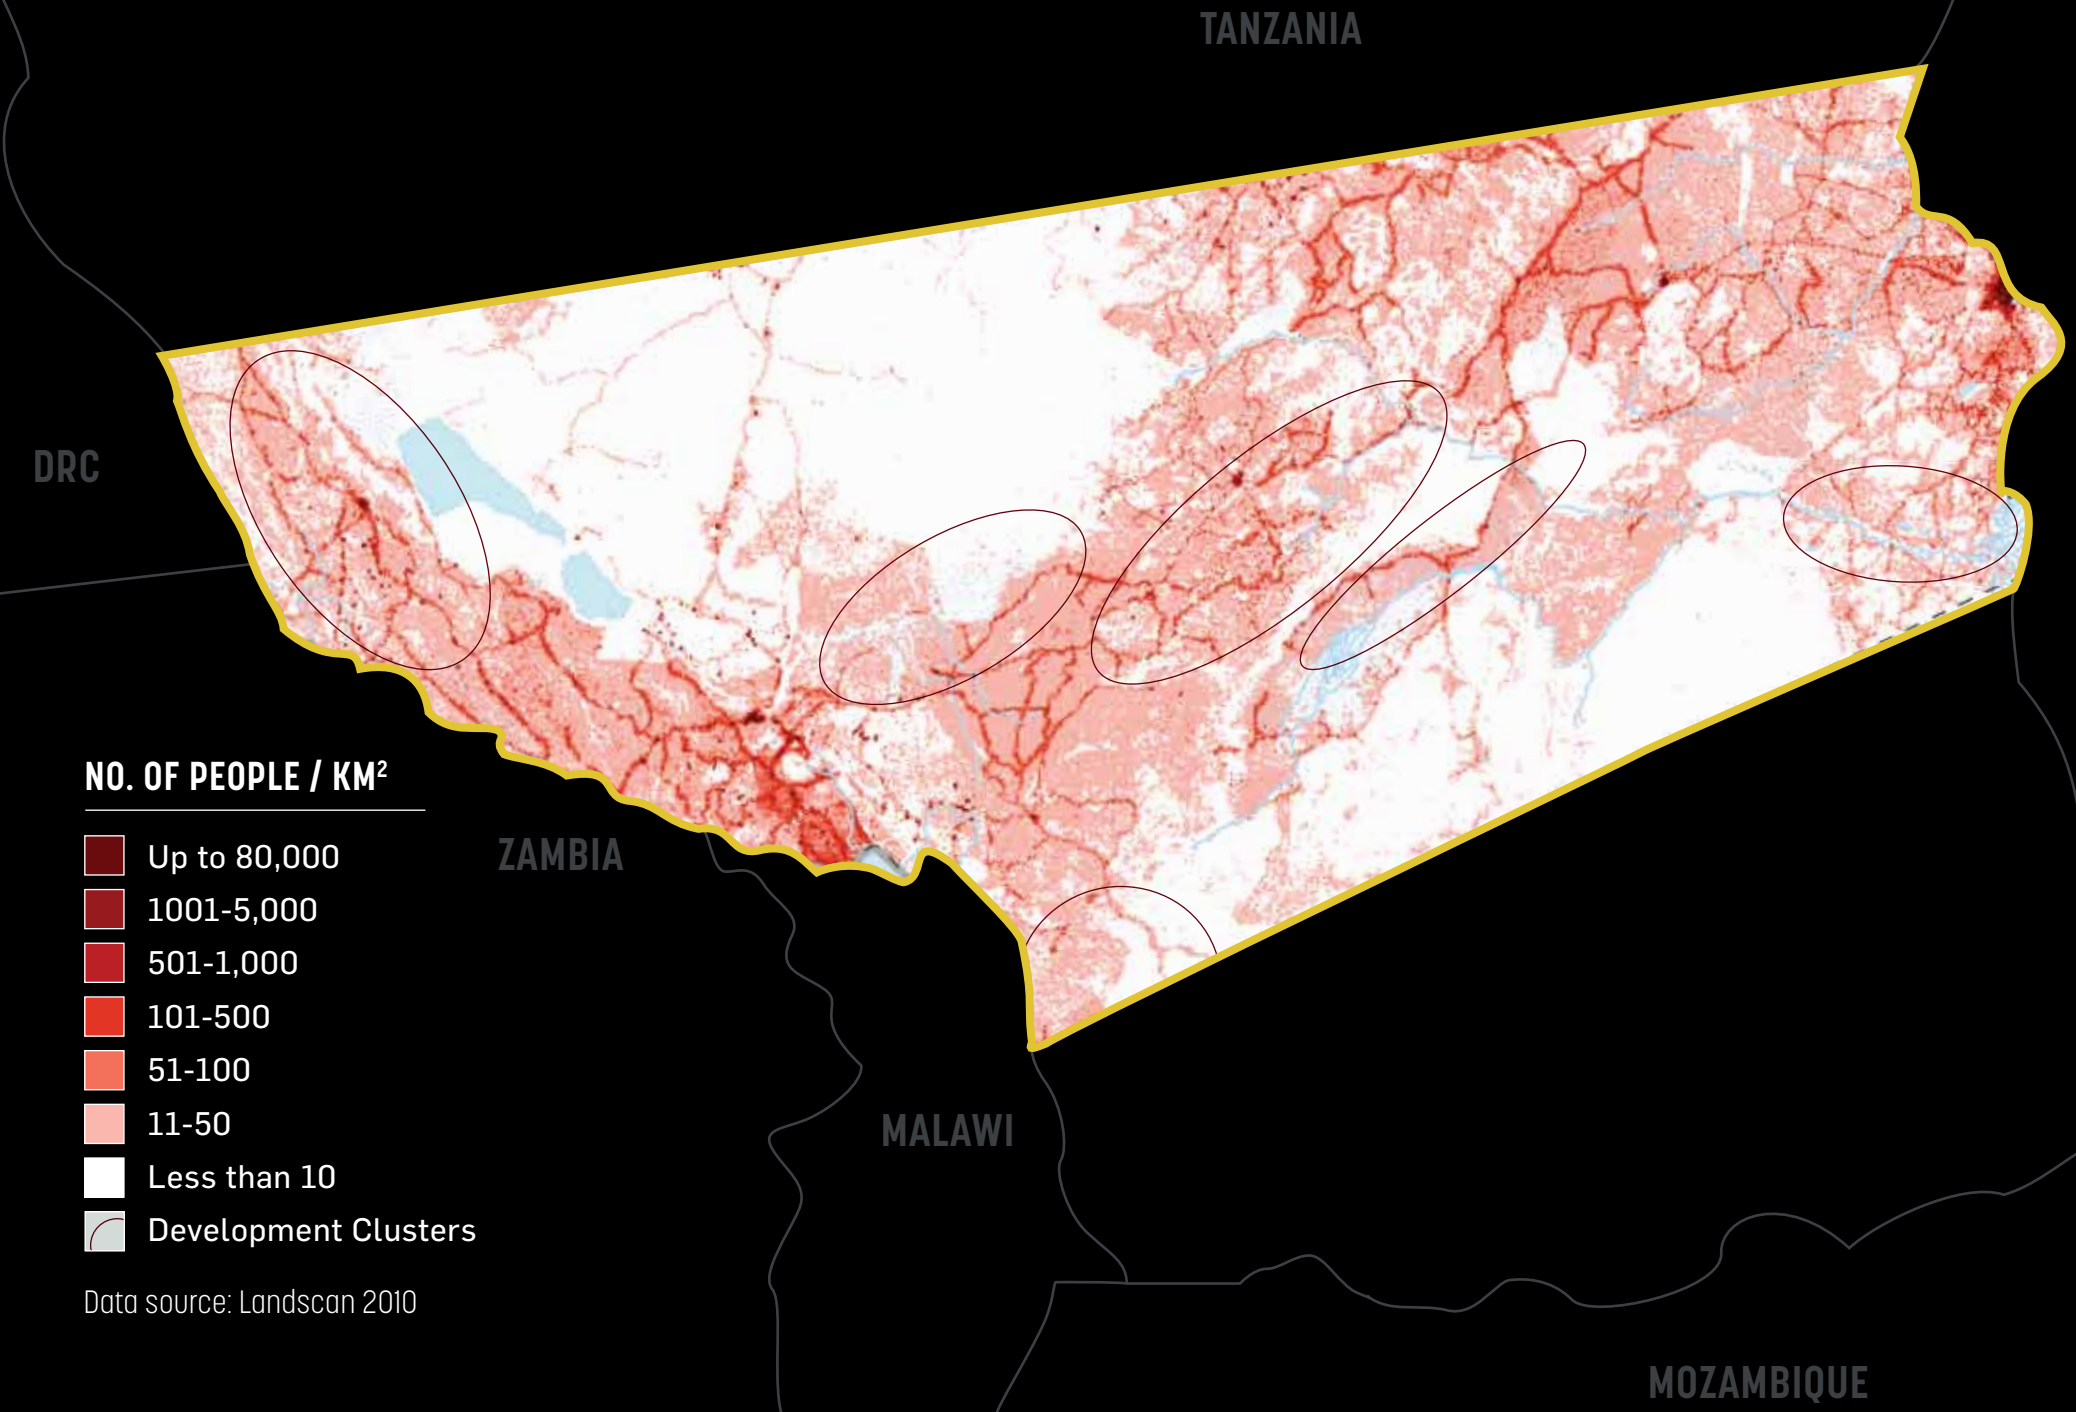 TANZANIA
DRC
NO. OF PEOPLE / KM²
Up to 80,000
ZAMBIA
1001-5,000
501-1,000
101-500
51-100
11-50
MALAWI
Less than 10
Development Clusters
Data source: Landscan 2010
MOZAMBIQUE